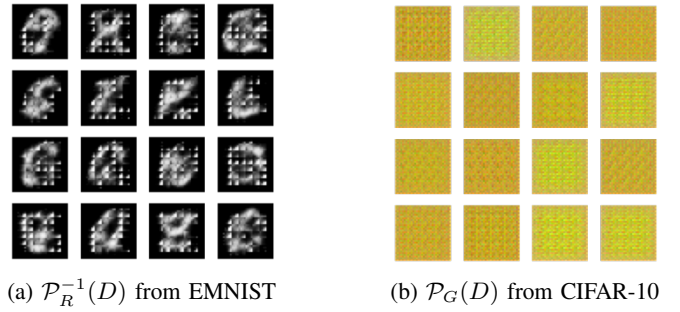 (a) $\mathcal{P}_R^{-1}(D)$ from EMNIST
(b) $\mathcal{P}_G(D)$ from CIFAR-10